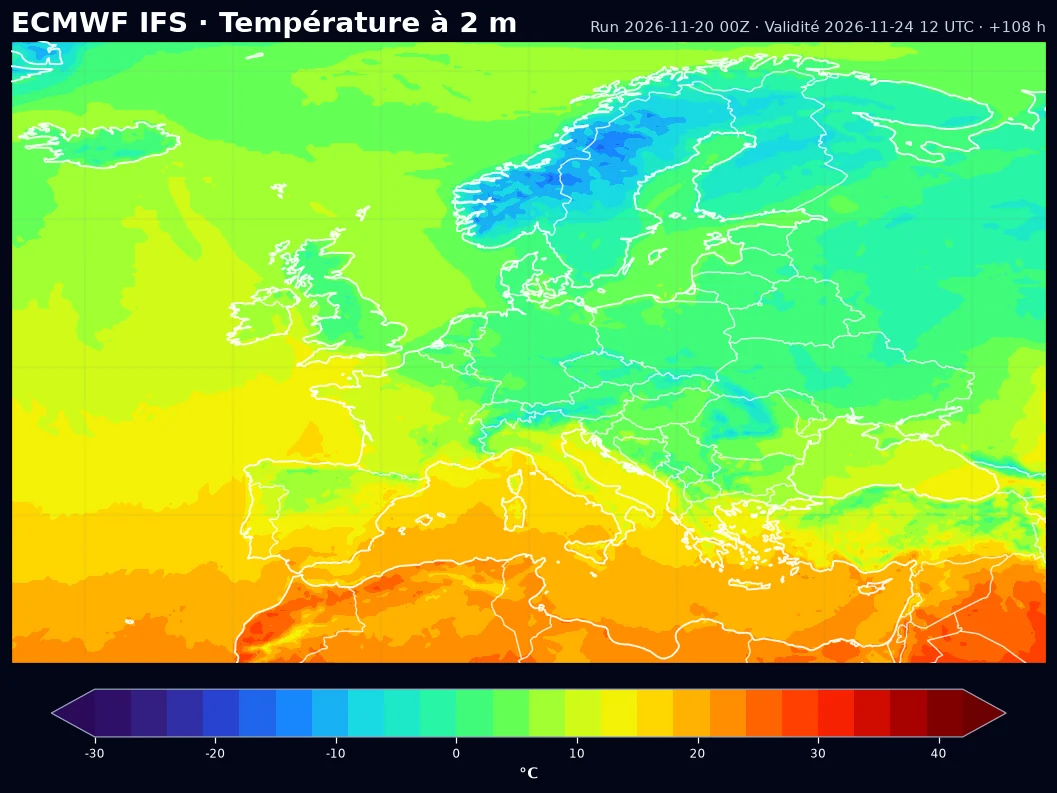 ECMWF IFS · Température à 2 m
Run 2026-11-20 00Z · Validité 2026-11-24 12 UTC · +108 h
-30 -20 -10 0 10 20 30 40
°C